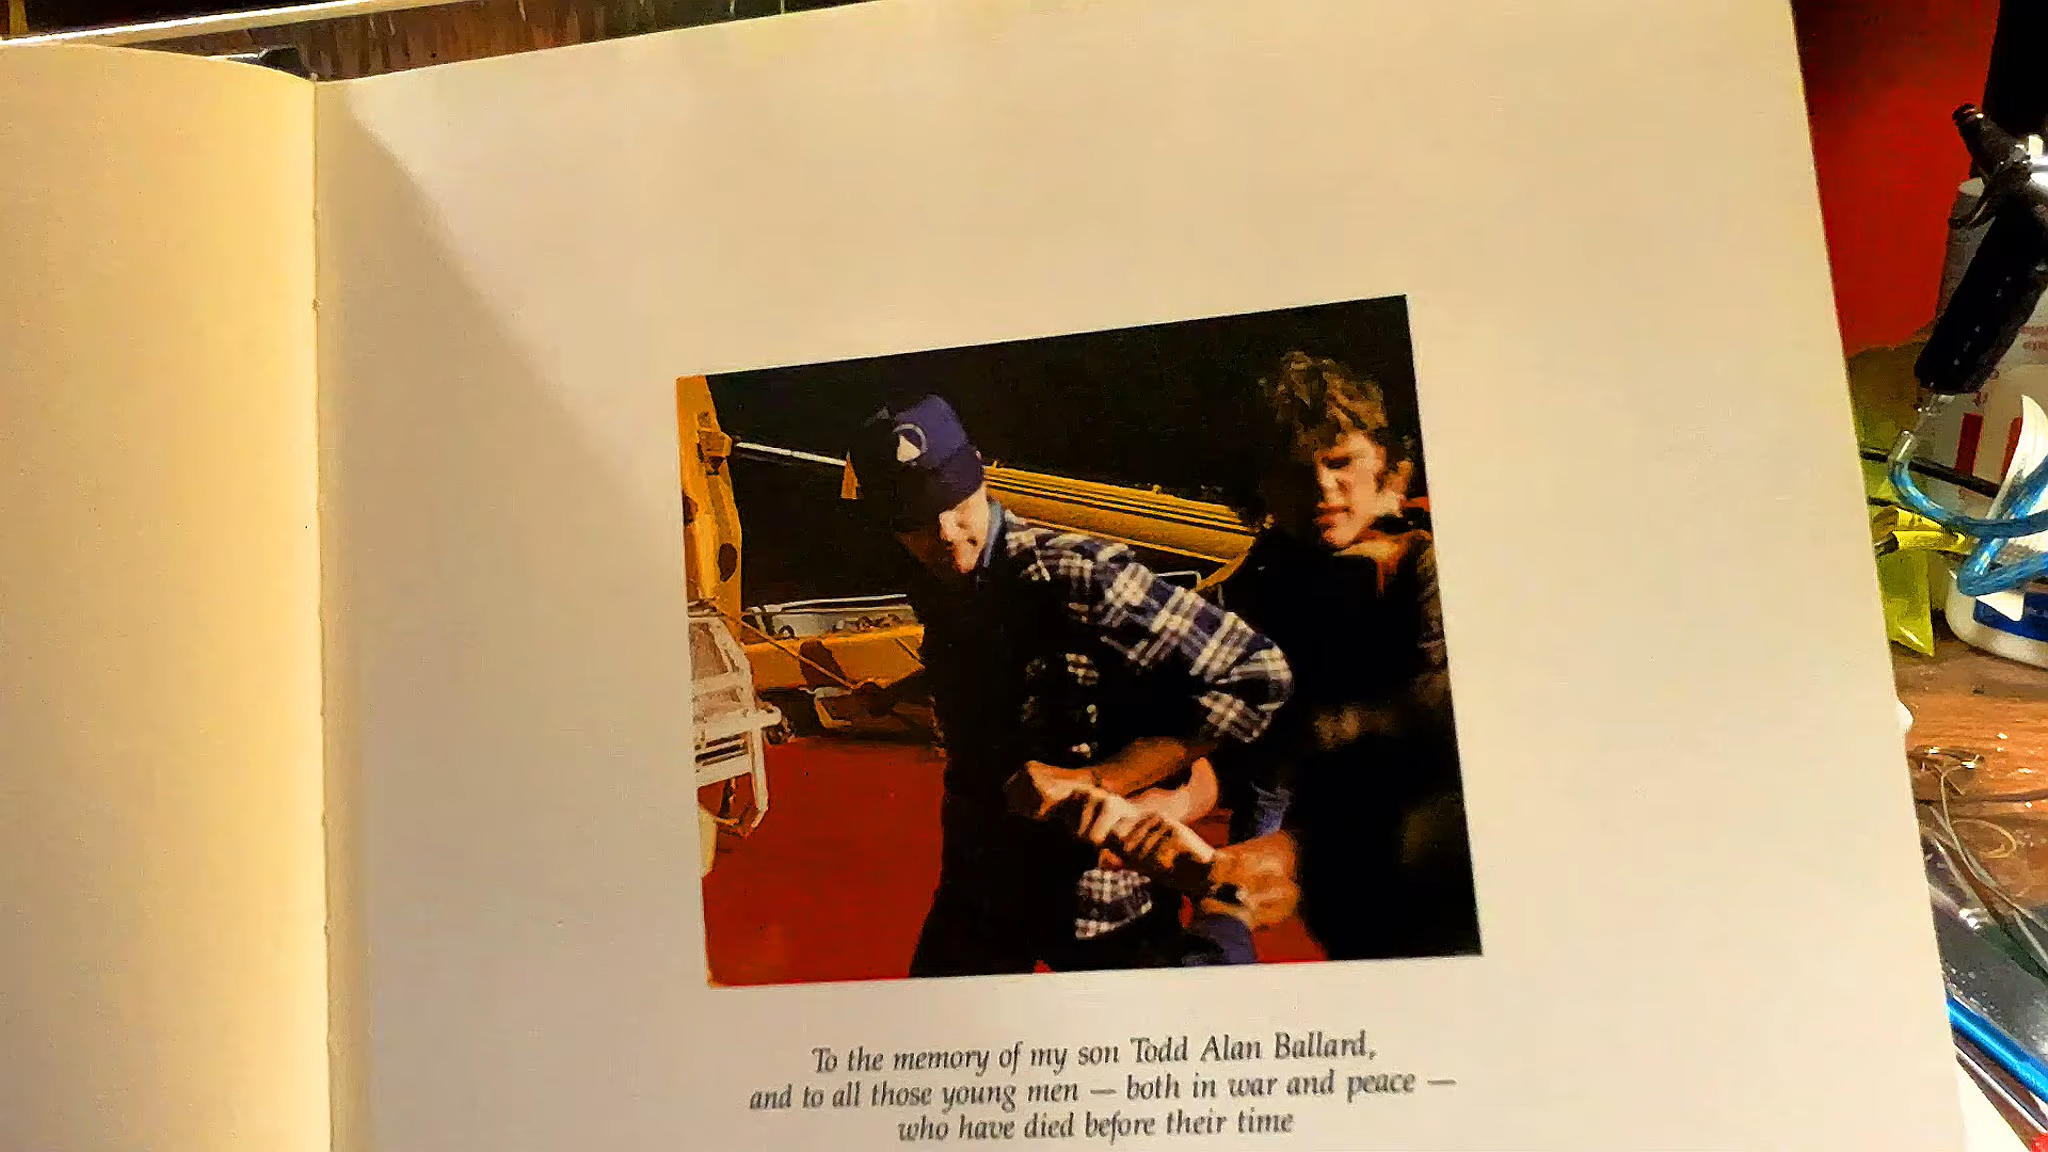 To the memory of my son Todd Alan Ballard,
and to all those young men — both in war and peace —
who have died before their time